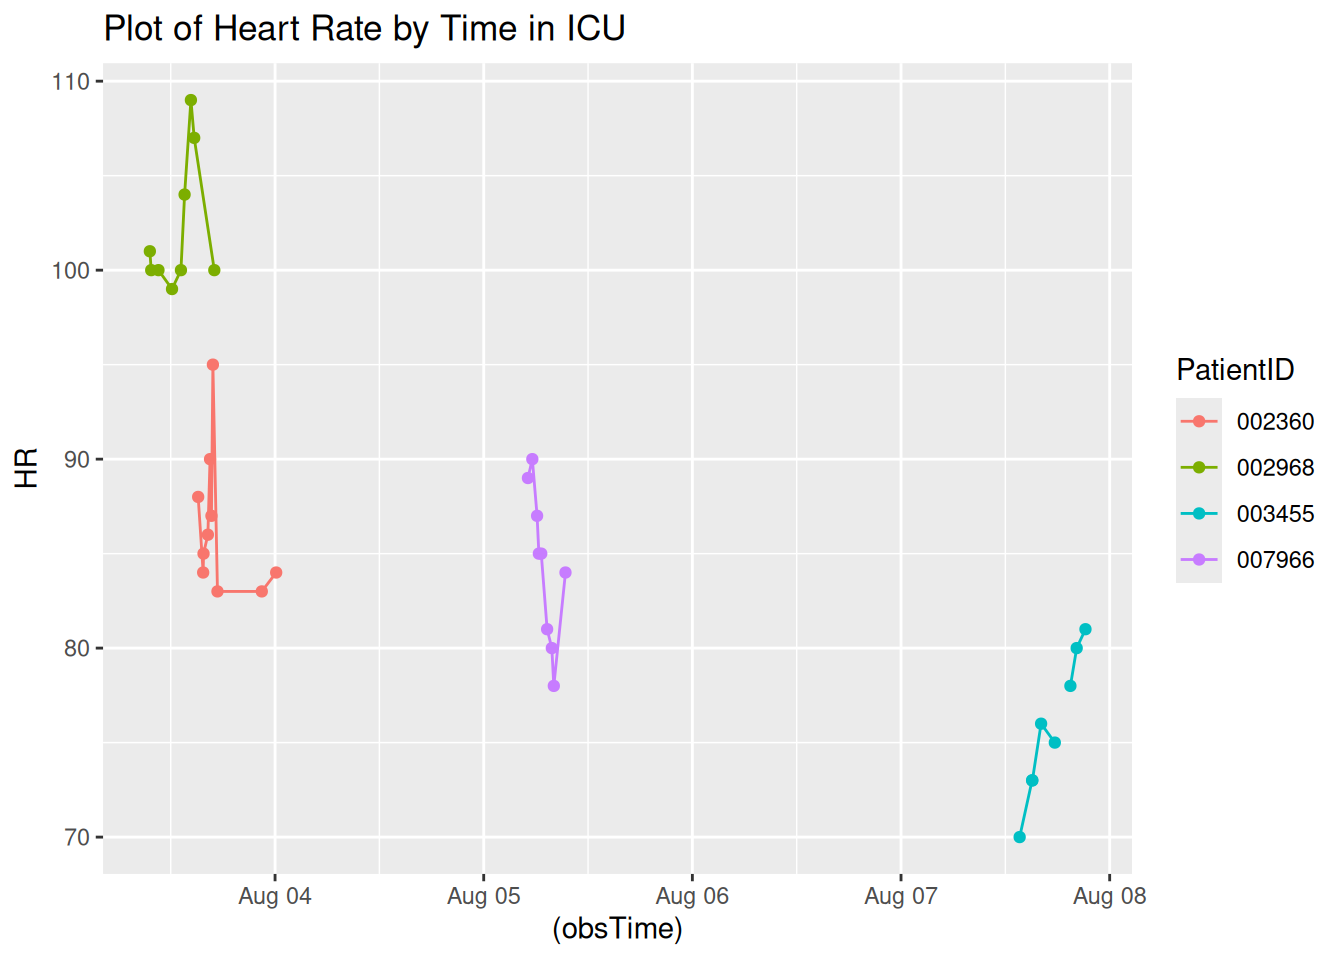 Plot of Heart Rate by Time in ICU
110
100
90
80
70
HR
Aug 04
Aug 05
Aug 06
Aug 07
Aug 08
(obsTime)
PatientID
002360
002968
003455
007966